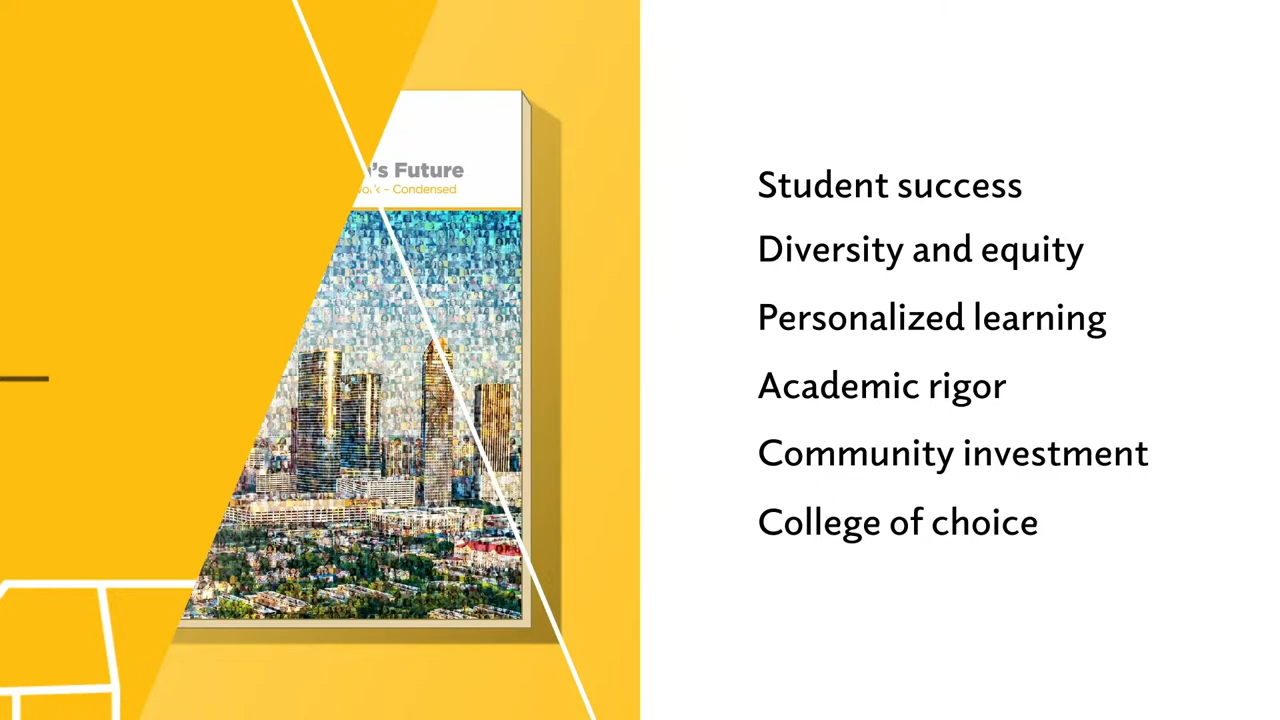 's Future
– Condensed
Student success
Diversity and equity
Personalized learning
Academic rigor
Community investment
College of choice